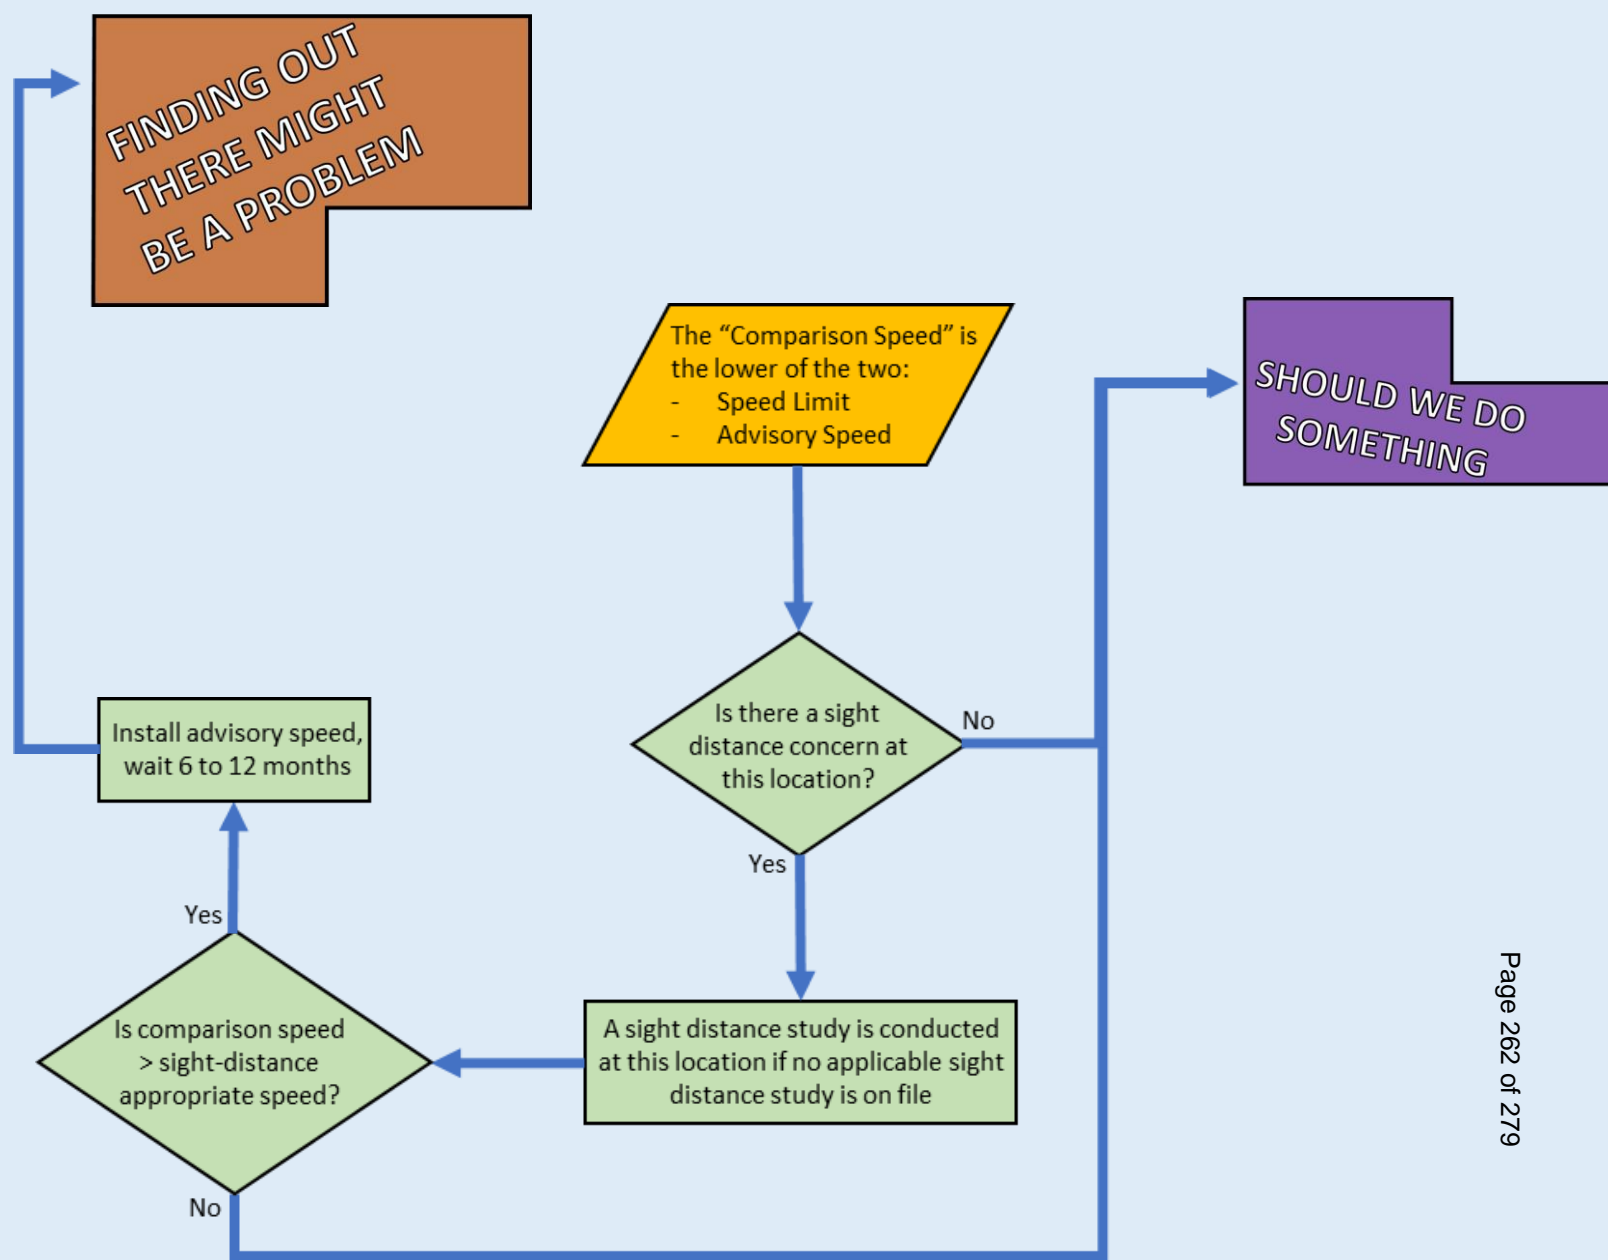 FINDING OUT
THERE MIGHT
BE A PROBLEM
The “Comparison Speed” is
the lower of the two:
- Speed Limit
- Advisory Speed
SHOULD WE DO
SOMETHING
Is there a sight
distance concern at
this location?
No
Yes
Install advisory speed,
wait 6 to 12 months
Yes
Is comparison speed
> sight-distance
appropriate speed?
No
A sight distance study is conducted
at this location if no applicable sight
distance study is on file
Page 262 of 279